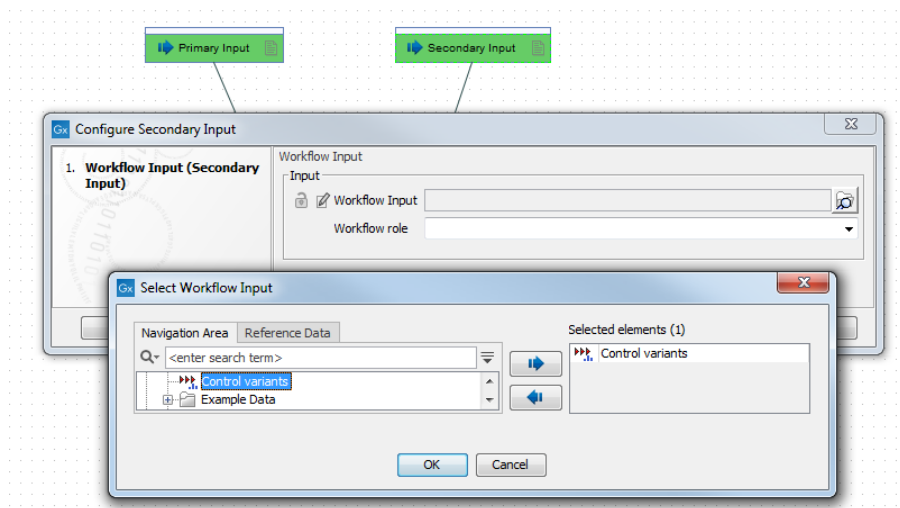 Primary Input
Secondary Input
Gx Configure Secondary Input
1. Workflow Input (Secondary
Input)
Workflow Input
Input
Workflow Input
Workflow role
Gx Select Workflow Input
Navigation Area Reference Data
<enter search term>
Control variants
Example Data
Selected elements (1)
Control variants
OK Cancel